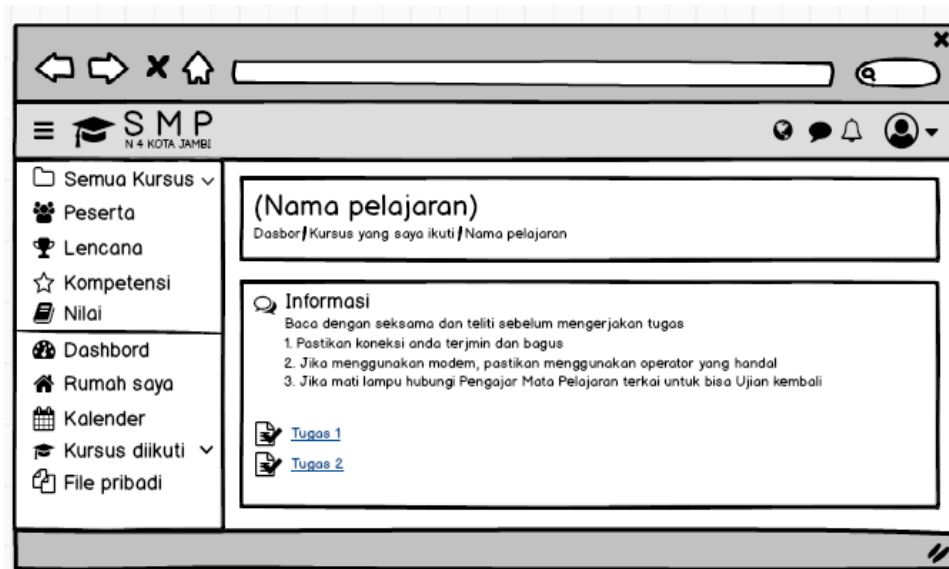 S M P
N 4 KOTA JAMBI
Semua Kursus
Peserta
Lencana
Kompetensi
Nilai
Dashbord
Rumah saya
Kalender
Kursus diikuti
File pribadi
(Nama pelajaran)
Dasbor/Kursus yang saya ikuti/Nama pelajaran
Informasi
Baca dengan seksama dan teliti sebelum mengerjakan tugas
1. Pastikan koneksi anda terjmin dan bagus
2. Jika menggunakan modem, pastikan menggunakan operator yang handal
3. Jika mati lampu hubungi Pengajar Mata Pelajaran terkai untuk bisa Ujian kembali
Tugas 1
Tugas 2